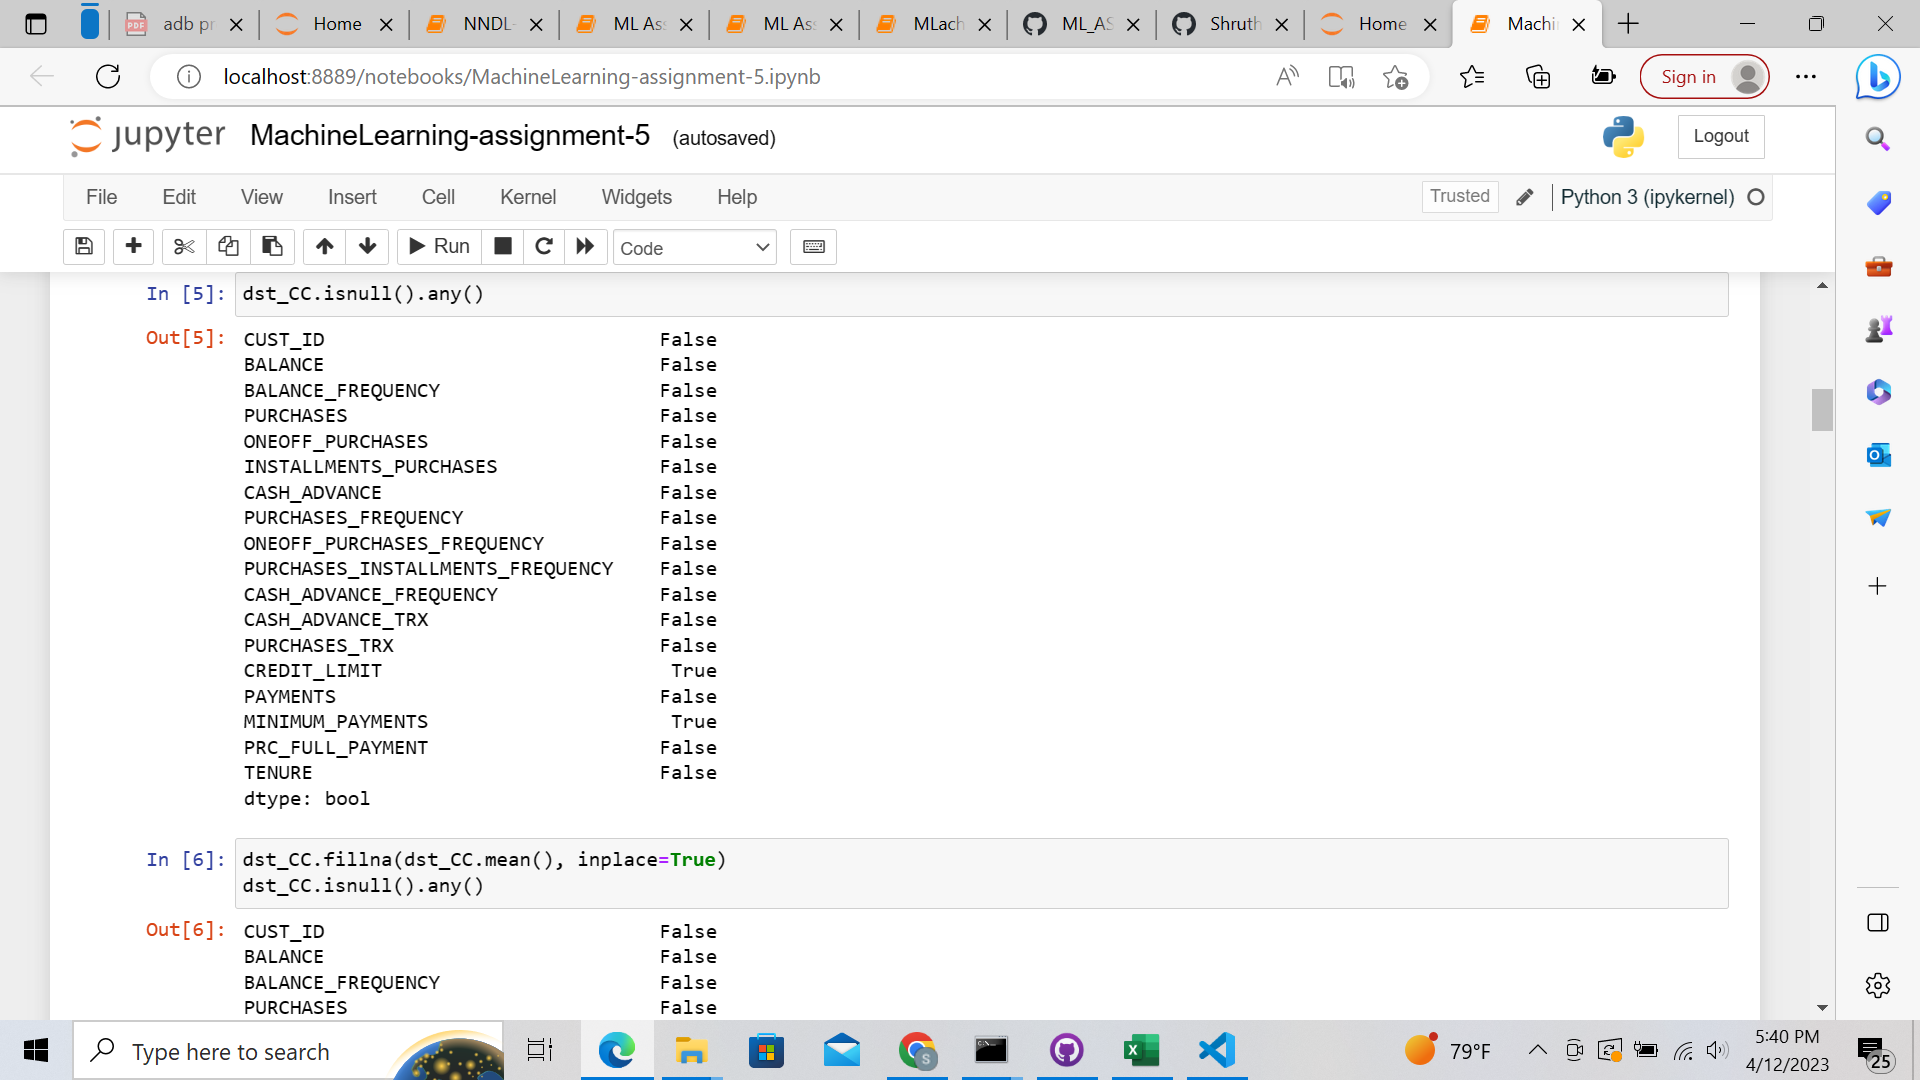 adb pr
Home
NNDL-
ML Ass
ML Ass
MLach
ML_AS
Shruth
Home
Machin
localhost:8889/notebooks/MachineLearning-assignment-5.ipynb
Sign in
jupyter MachineLearning-assignment-5 (autosaved)
Logout
File Edit View Insert Cell Kernel Widgets Help
Trusted
Python 3 (ipykernel)
Run
Code
In [5]: dst_CC.isnull().any()
Out[5]: CUST_ID False
BALANCE False
BALANCE_FREQUENCY False
PURCHASES False
ONEOFF_PURCHASES False
INSTALLMENTS_PURCHASES False
CASH_ADVANCE False
PURCHASES_FREQUENCY False
ONEOFF_PURCHASES_FREQUENCY False
PURCHASES_INSTALLMENTS_FREQUENCY False
CASH_ADVANCE_FREQUENCY False
CASH_ADVANCE_TRX False
PURCHASES_TRX False
CREDIT_LIMIT True
PAYMENTS False
MINIMUM_PAYMENTS True
PRC_FULL_PAYMENT False
TENURE False
dtype: bool
In [6]: dst_CC.fillna(dst_CC.mean(), inplace=True)
dst_CC.isnull().any()
Out[6]: CUST_ID False
BALANCE False
BALANCE_FREQUENCY False
PURCHASES False
Type here to search
79°F
5:40 PM
4/12/2023
25